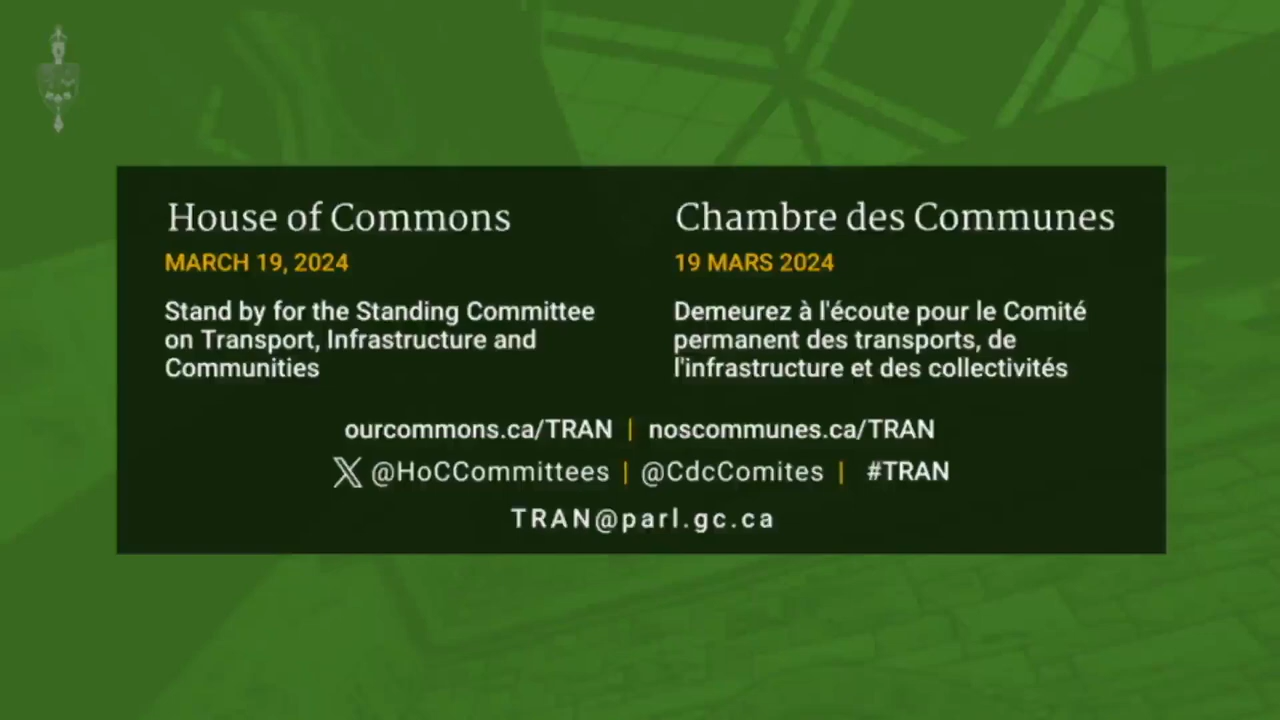 House of Commons
MARCH 19, 2024
Stand by for the Standing Committee
on Transport, Infrastructure and
Communities
Chambre des Communes
19 MARS 2024
Demeurez à l'écoute pour le Comité
permanent des transports, de
l'infrastructure et des collectivités
ourcommons.ca/TRAN | noscommunes.ca/TRAN
X @HoCCommittees | @CdcComites | #TRAN
TRAN@parl.gc.ca